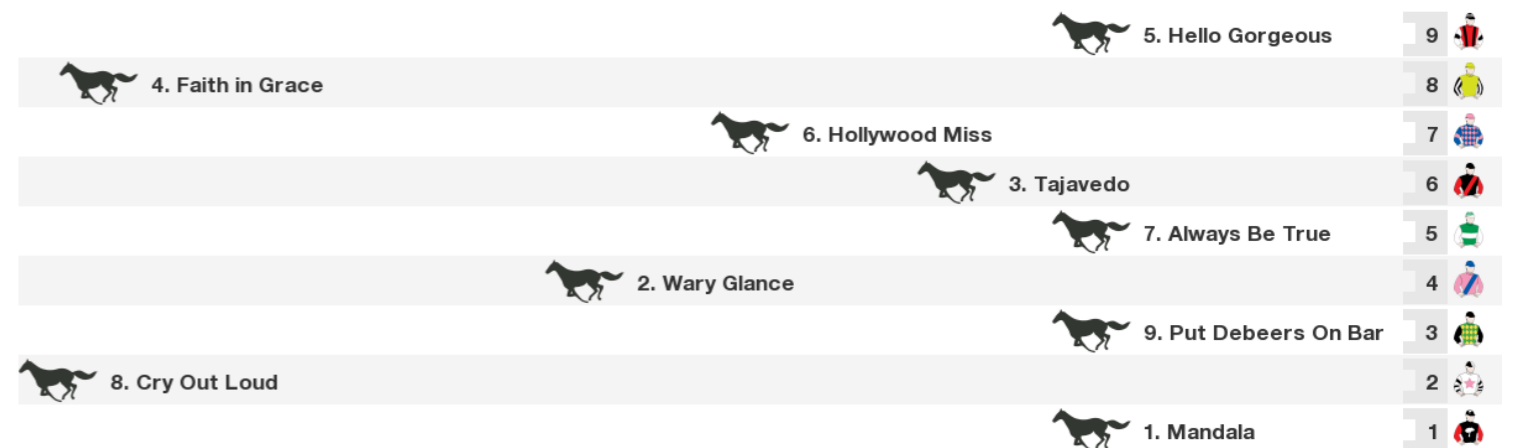 5. Hello Gorgeous 9
4. Faith in Grace 8
6. Hollywood Miss 7
3. Tajavedo 6
7. Always Be True 5
2. Wary Glance 4
9. Put Debeers On Bar 3
8. Cry Out Loud 2
1. Mandala 1